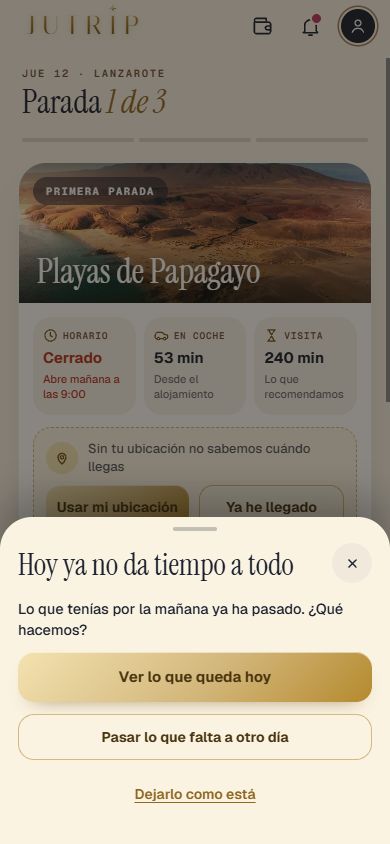 JUTRIP
JUE 12 · LANZAROTE
Parada 1 de 3
PRIMERA PARADA
Playas de Papagayo
HORARIO
Cerrado
Abre mañana a
las 9:00
EN COCHE
53 min
Desde el
alojamiento
VISITA
240 min
Lo que
recomendamos
Sin tu ubicación no sabemos cuándo
llegas
Usar mi ubicación
Ya he llegado
Hoy ya no da tiempo a todo
Lo que tenías por la mañana ya ha pasado. ¿Qué
hacemos?
Ver lo que queda hoy
Pasar lo que falta a otro día
Dejarlo como está